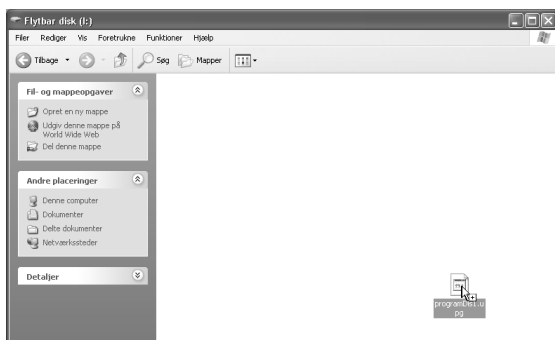 Flytbar disk (I:)
Filer Rediger Vis Foretrukne Funktioner Hjælp
Tilbage Søg Mapper
Fil- og mappeopgaver
Opret en ny mappe
Udgiv denne mappe på
World Wide Web
Del denne mappe
Andre placeringer
Denne computer
Dokumenter
Delte dokumenter
Netværkssteder
Detaljer
pg